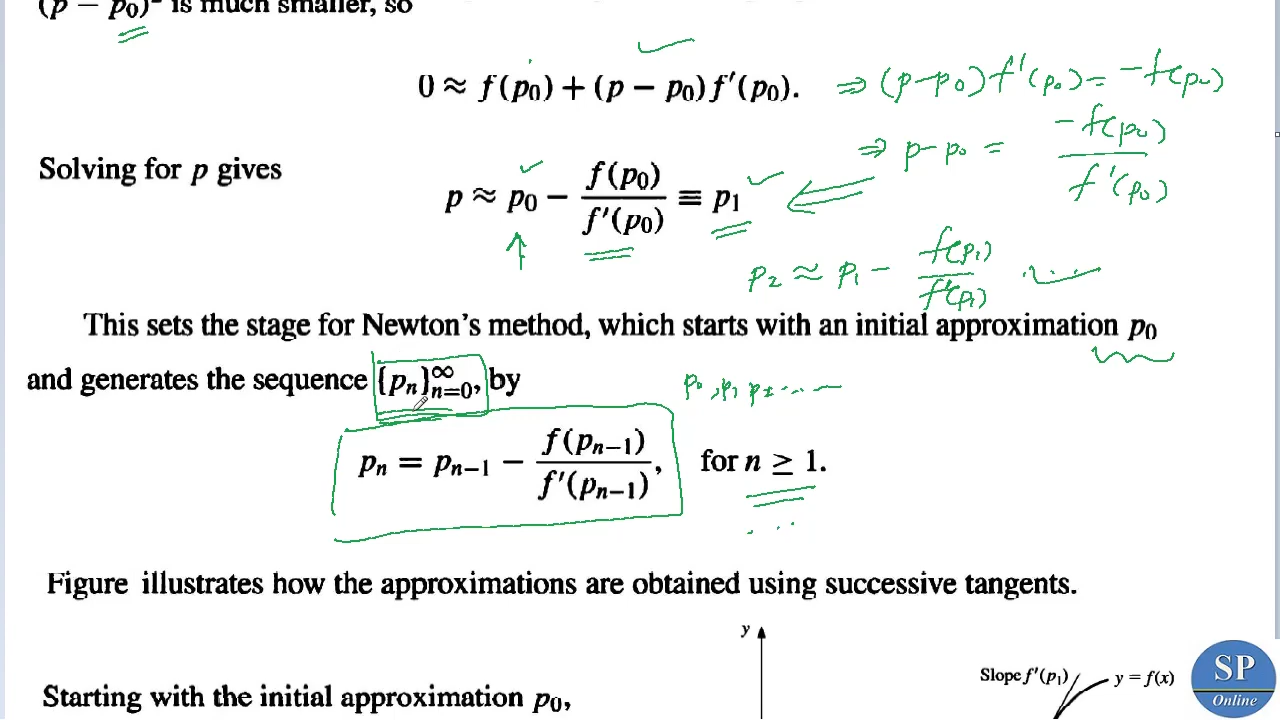 (p − p₀)² is much smaller, so
0 ≈ f(p₀) + (p − p₀)f′(p₀). ⇒ (p−p₀)f′(p₀) = −f(p₀)
⇒ p−p₀ = −f(p₀) / f′(p₀)
Solving for p gives
p ≈ p₀ − f(p₀) / f′(p₀) ≡ p₁
p₂ ≈ p₁ − f(p₁) / f′(p₁)
This sets the stage for Newton's method, which starts with an initial approximation p₀
and generates the sequence {pₙ}∞ₙ₌₀, by
p₀, p₁ p₂ ...
pₙ = pₙ₋₁ − f(pₙ₋₁) / f′(pₙ₋₁), for n ≥ 1.
Figure illustrates how the approximations are obtained using successive tangents.
y
Slope f′(p₁)
y = f(x)
Starting with the initial approximation p₀,
SP
Online